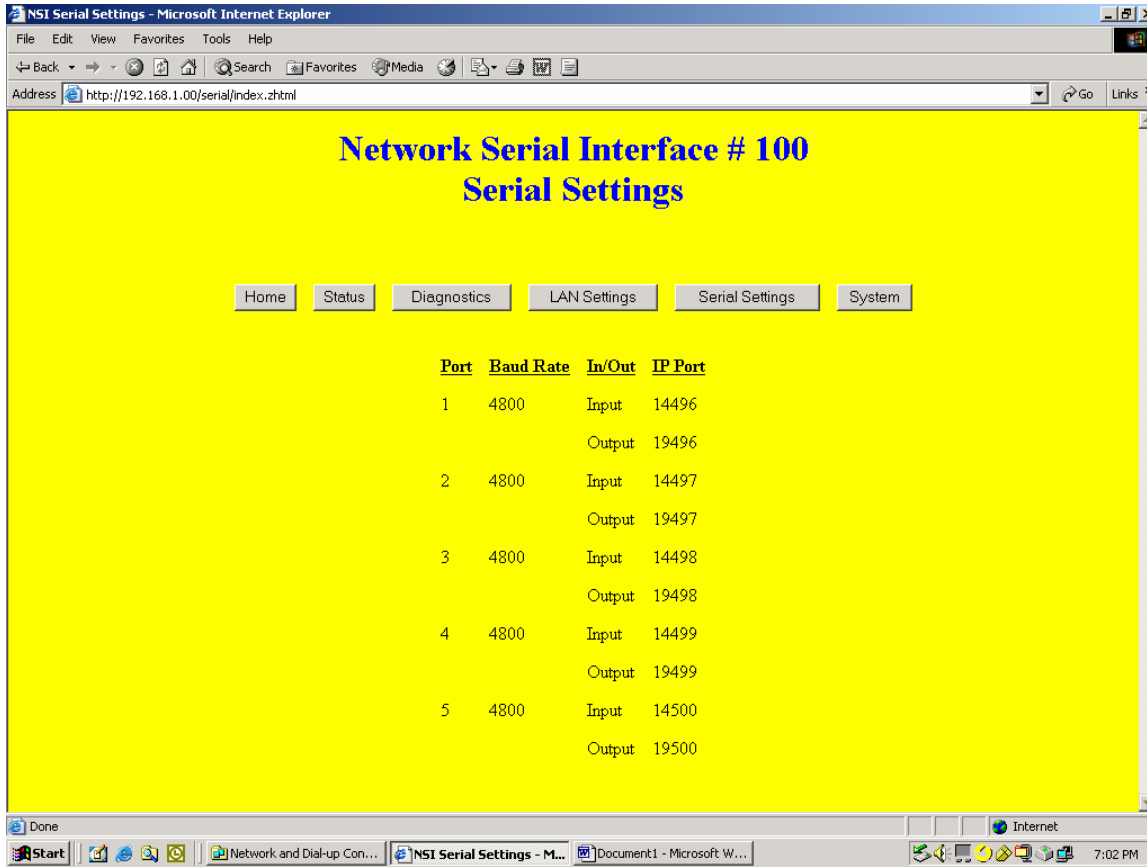 NSI Serial Settings - Microsoft Internet Explorer
File Edit View Favorites Tools Help
Back Search Favorites Media
Address http://192.168.1.00/serial/index.zhtml Go Links
Network Serial Interface # 100
Serial Settings
Home Status Diagnostics LAN Settings Serial Settings System
Port Baud Rate In/Out IP Port
1 4800 Input 14496
Output 19496
2 4800 Input 14497
Output 19497
3 4800 Input 14498
Output 19498
4 4800 Input 14499
Output 19499
5 4800 Input 14500
Output 19500
Done Internet
Start Network and Dial-up Con... NSI Serial Settings - M... Document1 - Microsoft W... 7:02 PM